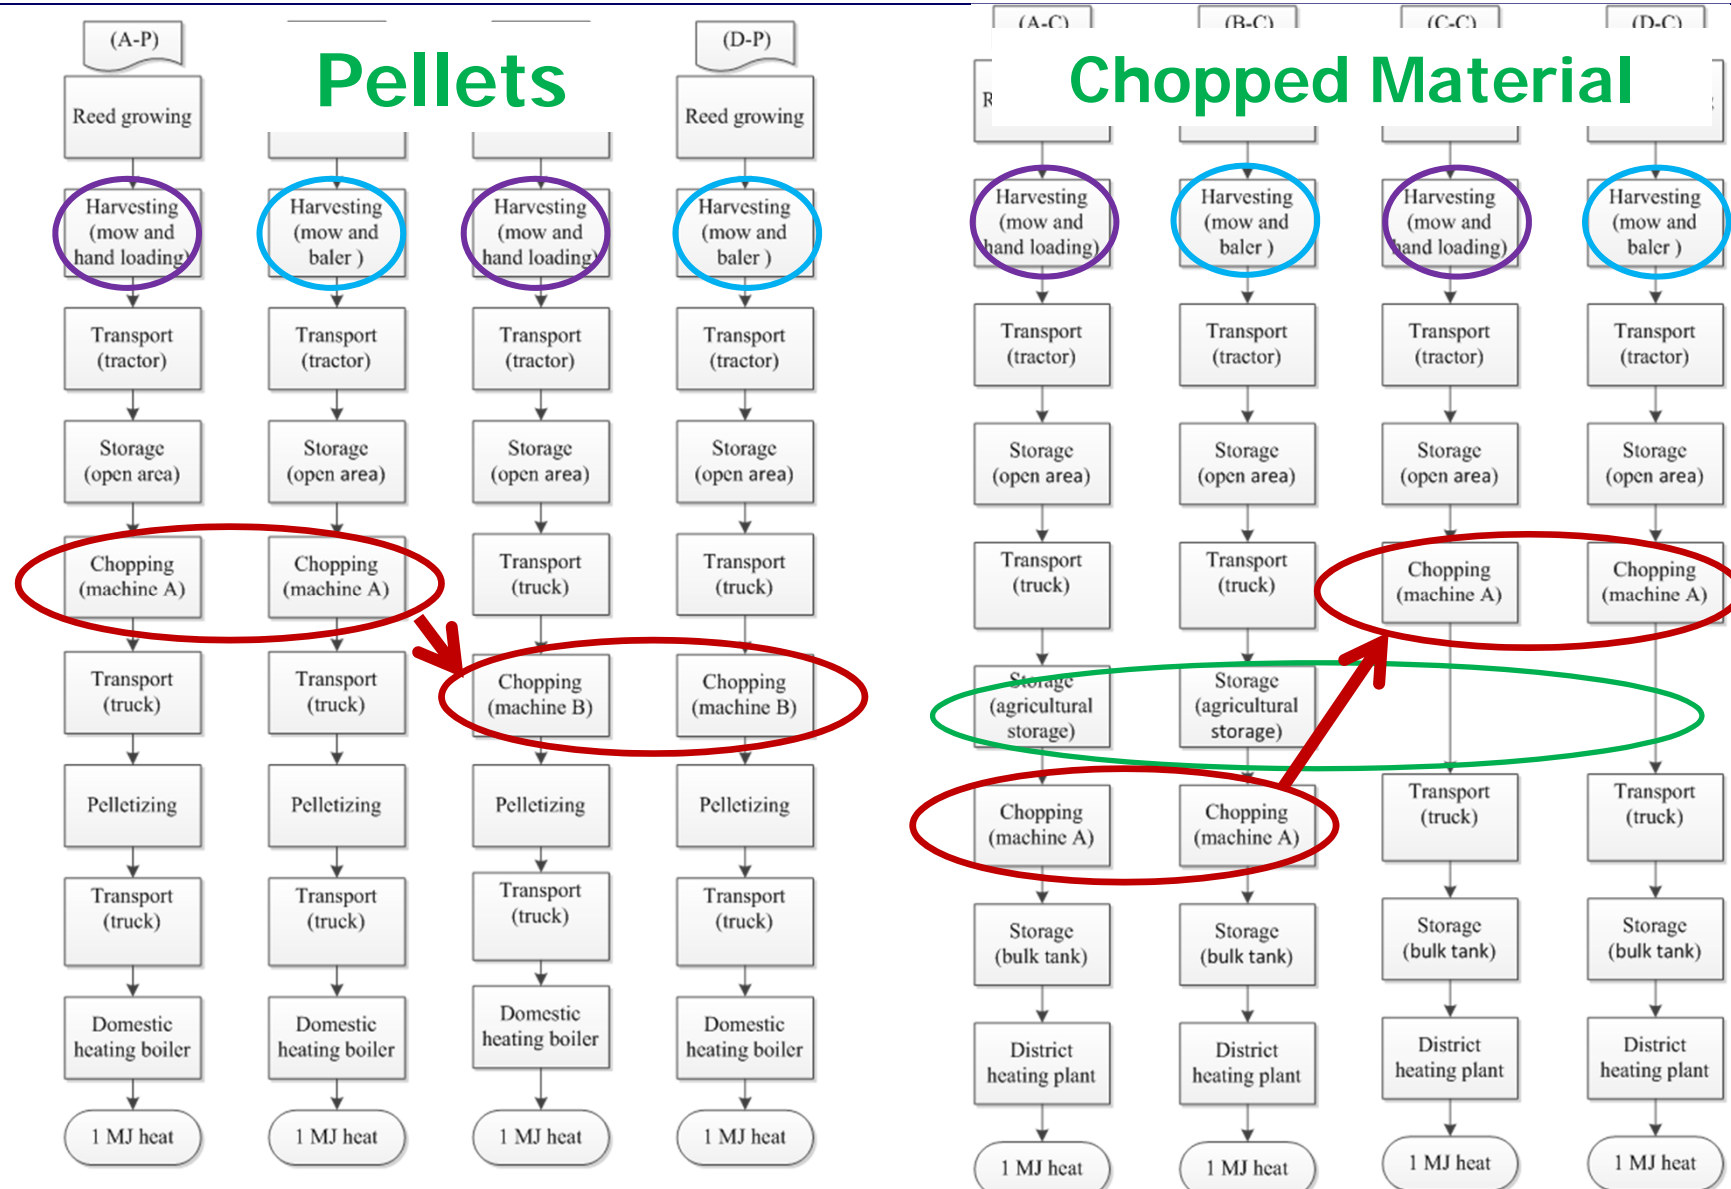 (A-P)
(D-P)
Pellets
Reed growing
Reed growing
Harvesting
(mow and
hand loading)
Harvesting
(mow and
baler )
Harvesting
(mow and
hand loading)
Harvesting
(mow and
baler )
Transport
(tractor)
Transport
(tractor)
Transport
(tractor)
Transport
(tractor)
Storage
(open area)
Storage
(open area)
Storage
(open area)
Storage
(open area)
Chopping
(machine A)
Chopping
(machine A)
Transport
(truck)
Transport
(truck)
Transport
(truck)
Transport
(truck)
Chopping
(machine B)
Chopping
(machine B)
Pelletizing
Pelletizing
Pelletizing
Pelletizing
Transport
(truck)
Transport
(truck)
Transport
(truck)
Transport
(truck)
Domestic
heating boiler
Domestic
heating boiler
Domestic
heating boiler
Domestic
heating boiler
1 MJ heat
1 MJ heat
1 MJ heat
1 MJ heat
(A-C)
(B-C)
(C-C)
(D-C)
Chopped Material
Harvesting
(mow and
hand loading)
Harvesting
(mow and
baler )
Harvesting
(mow and
hand loading)
Harvesting
(mow and
baler )
Transport
(tractor)
Transport
(tractor)
Transport
(tractor)
Transport
(tractor)
Storage
(open area)
Storage
(open area)
Storage
(open area)
Storage
(open area)
Transport
(truck)
Transport
(truck)
Chopping
(machine A)
Chopping
(machine A)
Storage
(agricultural
storage)
Storage
(agricultural
storage)
Chopping
(machine A)
Chopping
(machine A)
Transport
(truck)
Transport
(truck)
Storage
(bulk tank)
Storage
(bulk tank)
Storage
(bulk tank)
Storage
(bulk tank)
District
heating plant
District
heating plant
District
heating plant
District
heating plant
1 MJ heat
1 MJ heat
1 MJ heat
1 MJ heat